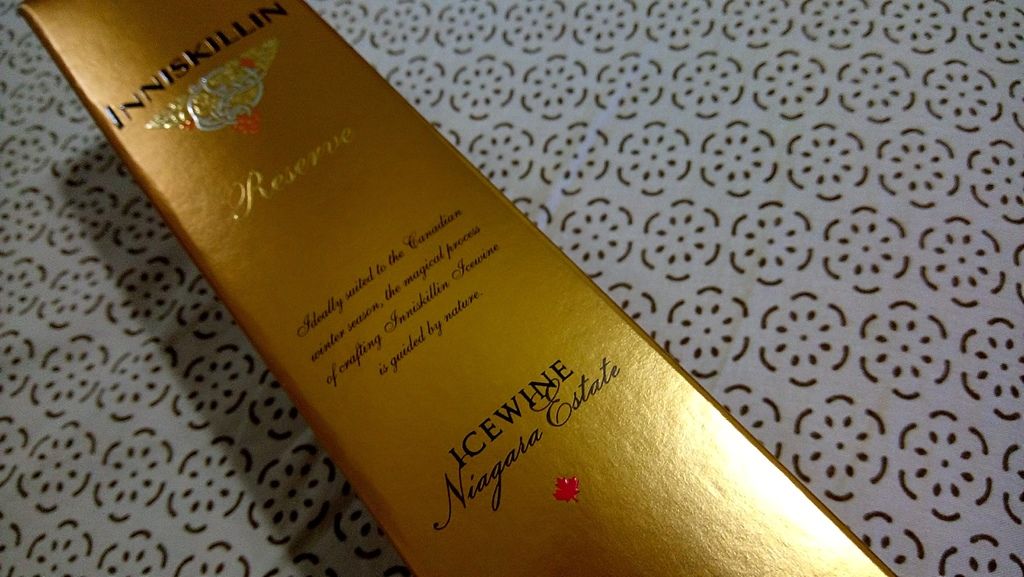 INNISKILLIN
Reserve
Ideally suited to the Canadian
winter season, the magical process
of crafting Inniskillin Icewine
is guided by nature.
ICEWINE
Niagara Estate